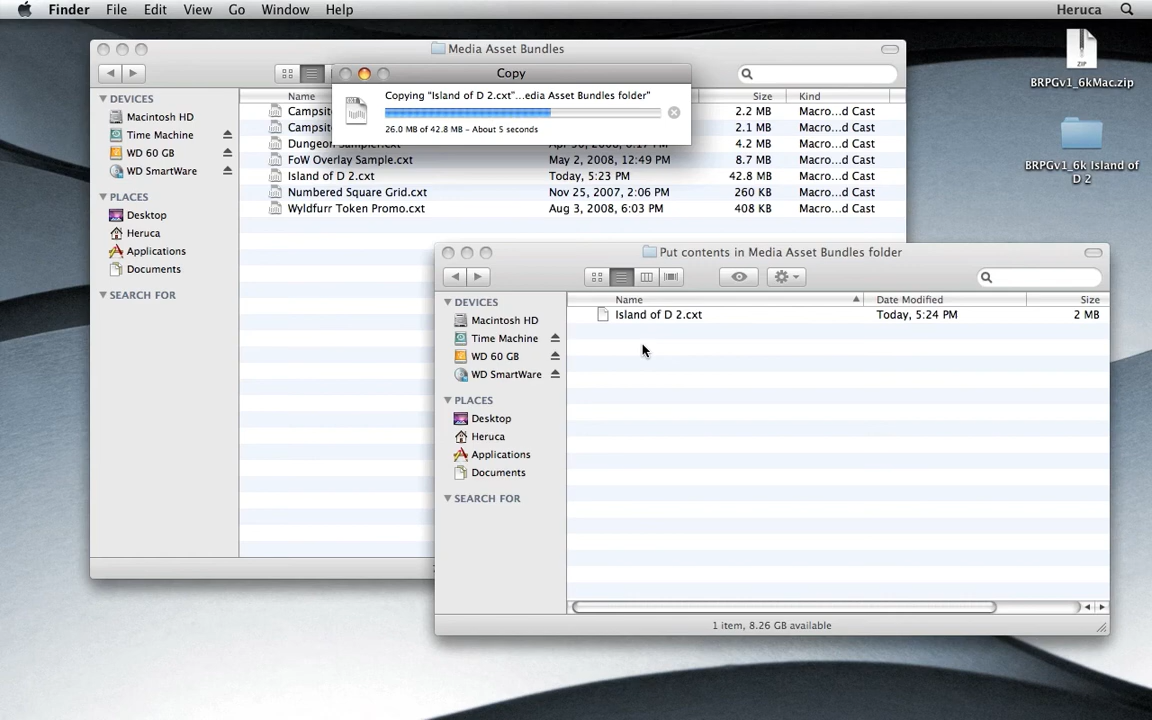 Finder File Edit View Go Window Help Heruca
Media Asset Bundles
Copy
Copying "Island of D 2.cxt"...edia Asset Bundles folder"
26.0 MB of 42.8 MB - About 5 seconds
DEVICES
Macintosh HD
Time Machine
WD 60 GB
WD SmartWare
PLACES
Desktop
Heruca
Applications
Documents
SEARCH FOR
Name Size Kind
Campsit 2.2 MB Macro...d Cast
Campsit 2.1 MB Macro...d Cast
4.2 MB Macro...d Cast
FoW Overlay Sample.cxt May 2, 2008, 12:49 PM 8.7 MB Macro...d Cast
Island of D 2.cxt Today, 5:23 PM 42.8 MB Macro...d Cast
Numbered Square Grid.cxt Nov 25, 2007, 2:06 PM 260 KB Macro...d Cast
Wyldfurr Token Promo.cxt Aug 3, 2008, 6:03 PM 408 KB Macro...d Cast
ZIP
BRPGv1_6kMac.zip
BRPGv1_6k Island of
D 2
Put contents in Media Asset Bundles folder
DEVICES
Macintosh HD
Time Machine
WD 60 GB
WD SmartWare
PLACES
Desktop
Heruca
Applications
Documents
SEARCH FOR
Name Date Modified Size
Island of D 2.cxt Today, 5:24 PM 2 MB
1 item, 8.26 GB available